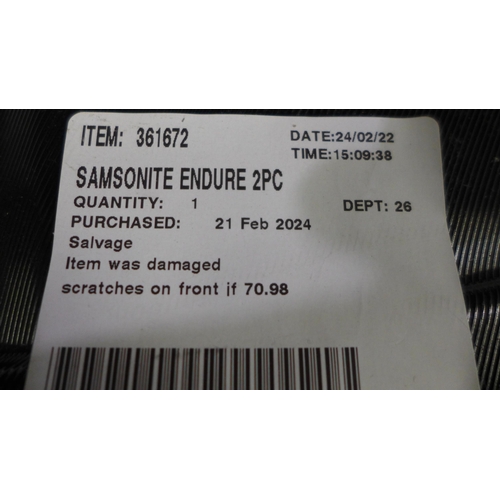 ITEM: 361672
DATE:24/02/22
TIME:15:09:38
SAMSONITE ENDURE 2PC
QUANTITY: 1 DEPT: 26
PURCHASED: 21 Feb 2024
Salvage
Item was damaged
scratches on front jf 70.98